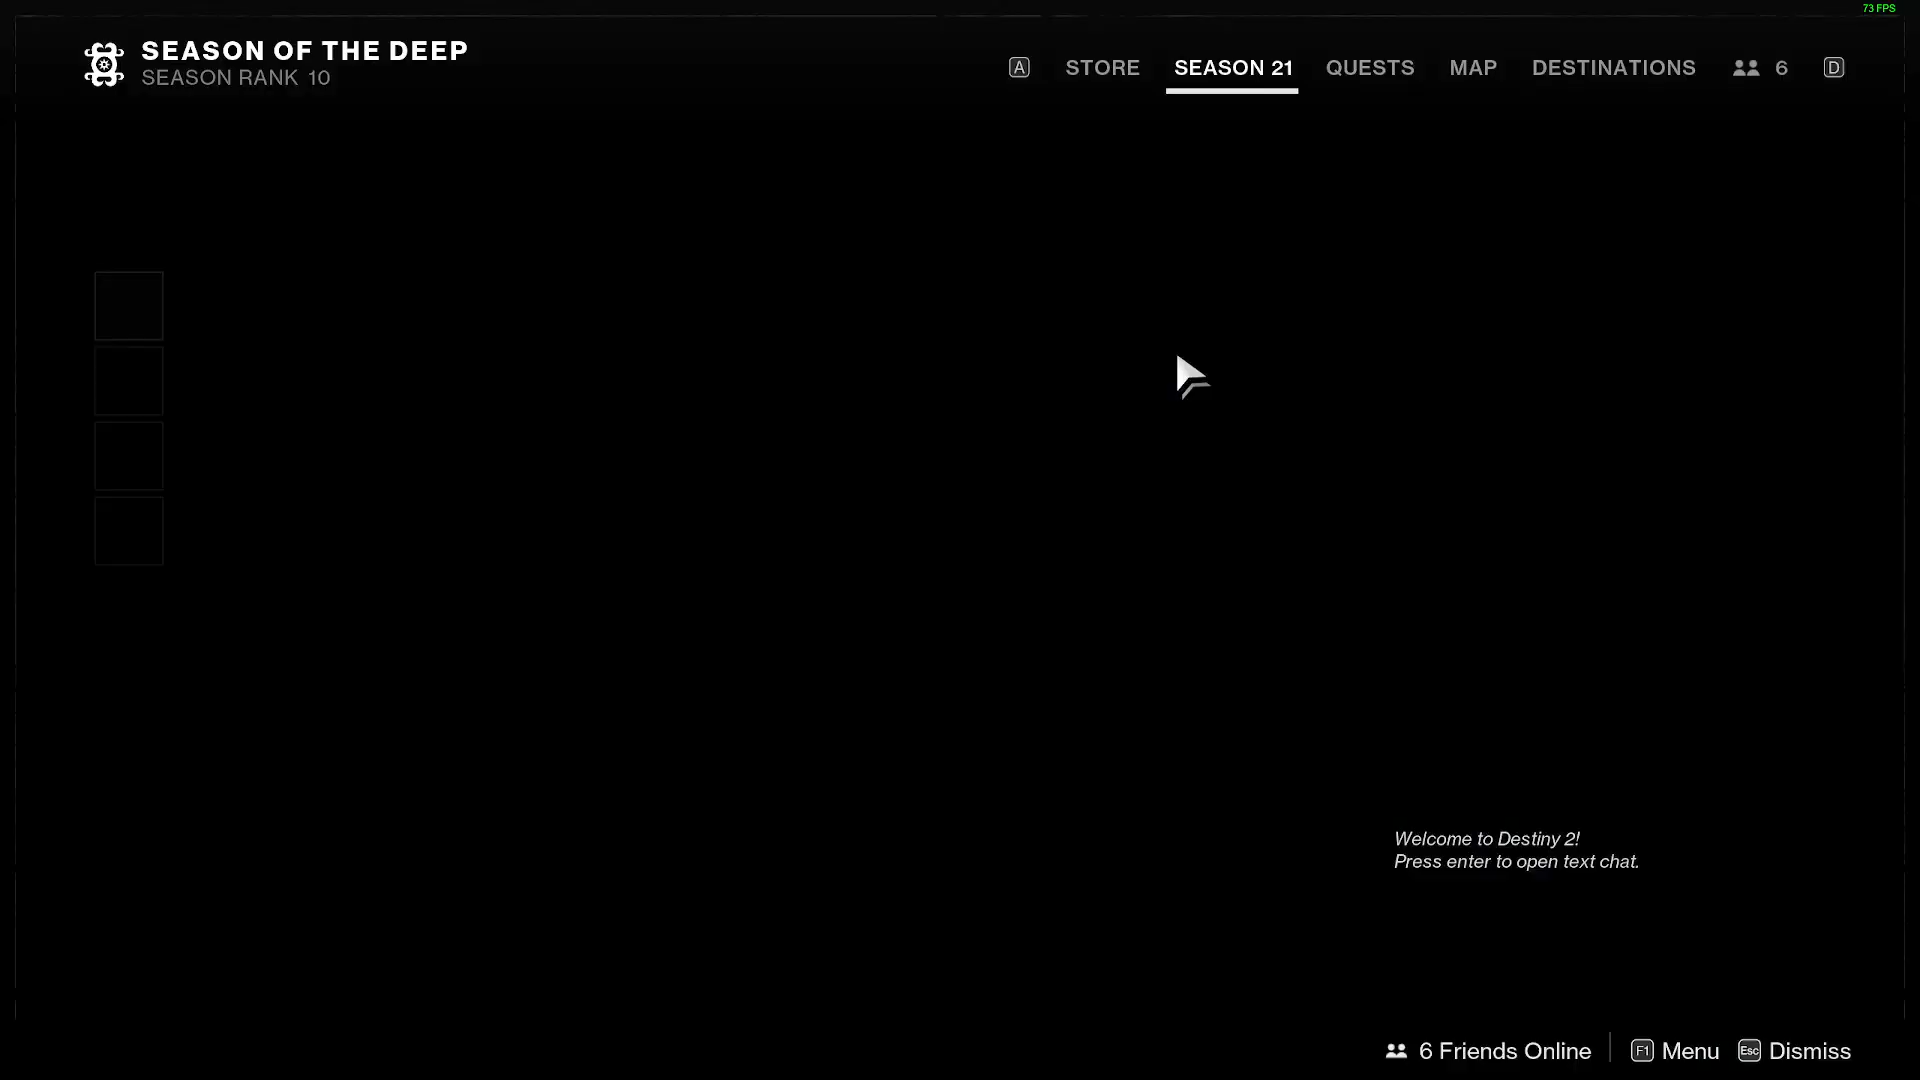 73 FPS
SEASON OF THE DEEP
SEASON RANK 10
A STORE SEASON 21 QUESTS MAP DESTINATIONS 6 D
Welcome to Destiny 2!
Press enter to open text chat.
6 Friends Online F1 Menu Esc Dismiss